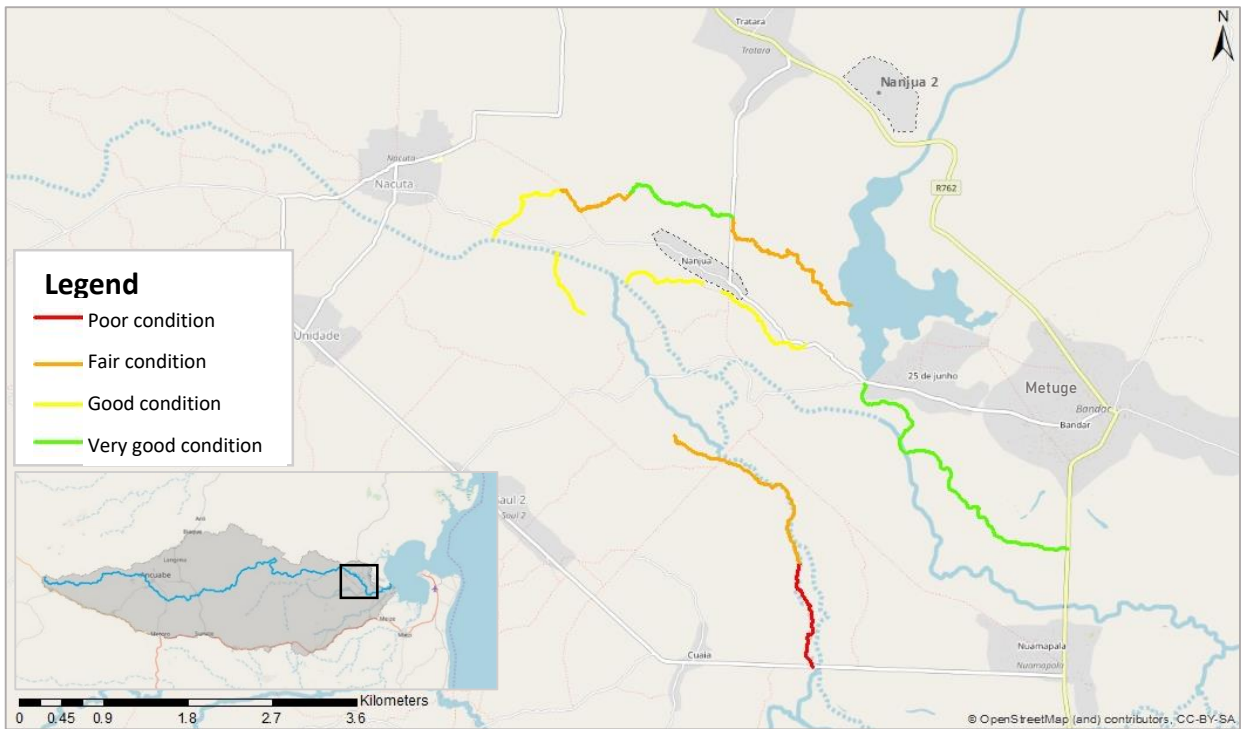 N
Tratara
Tratara
Nanjua 2
R762
Nacuta
Nacuta
Nanjua
Unidade
25 de junho
Metuge
Bandar
Bandar
Legend
Poor condition
Fair condition
Good condition
Very good condition
Saul 2
Saul 2
Cuaia
Nuamapala
Nuamapala
Kilometers
0 0.45 0.9 1.8 2.7 3.6
© OpenStreetMap (and) contributors, CC-BY-SA